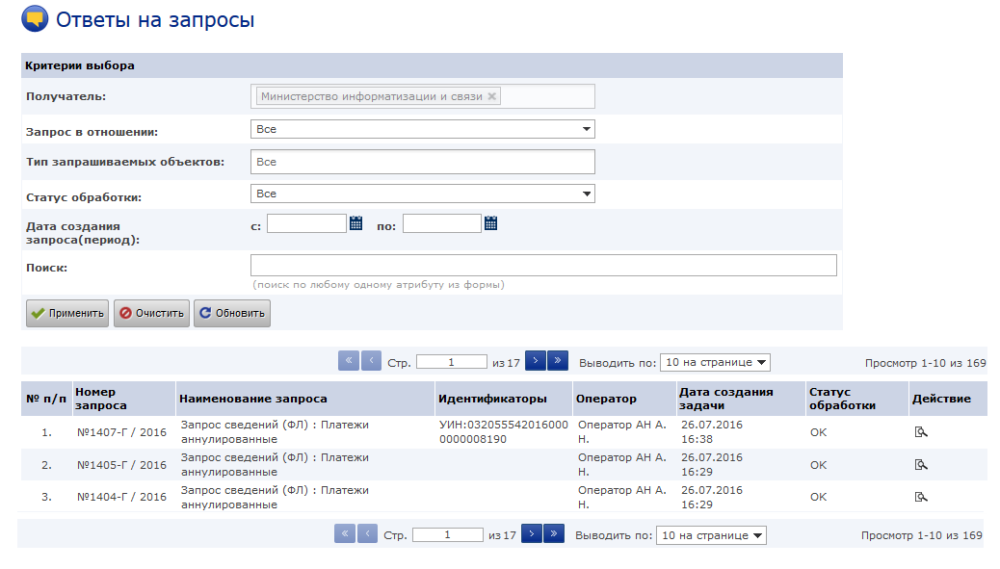 Ответы на запросы
Критерии выбора
Получатель: Министерство информатизации и связи
Запрос в отношении: Все
Тип запрашиваемых объектов: Все
Статус обработки: Все
Дата создания
запроса(период): с: по:
Поиск:
(поиск по любому одному атрибуту из формы)
Применить Очистить Обновить
« ‹ Стр. 1 из 17 › » Выводить по: 10 на странице Просмотр 1-10 из 169
№ п/п Номер запроса Наименование запроса Идентификаторы Оператор Дата создания задачи Статус обработки Действие
1. №1407-Г / 2016 Запрос сведений (ФЛ) : Платежи УИН:032055542016000 Оператор АН А. 26.07.2016 OK
аннулированные 0000008190 Н. 16:38
2. №1405-Г / 2016 Запрос сведений (ФЛ) : Платежи Оператор АН А. 26.07.2016 OK
аннулированные Н. 16:29
3. №1404-Г / 2016 Запрос сведений (ФЛ) : Платежи Оператор АН А. 26.07.2016 OK
аннулированные Н. 16:29
« ‹ Стр. 1 из 17 › » Выводить по: 10 на странице Просмотр 1-10 из 169